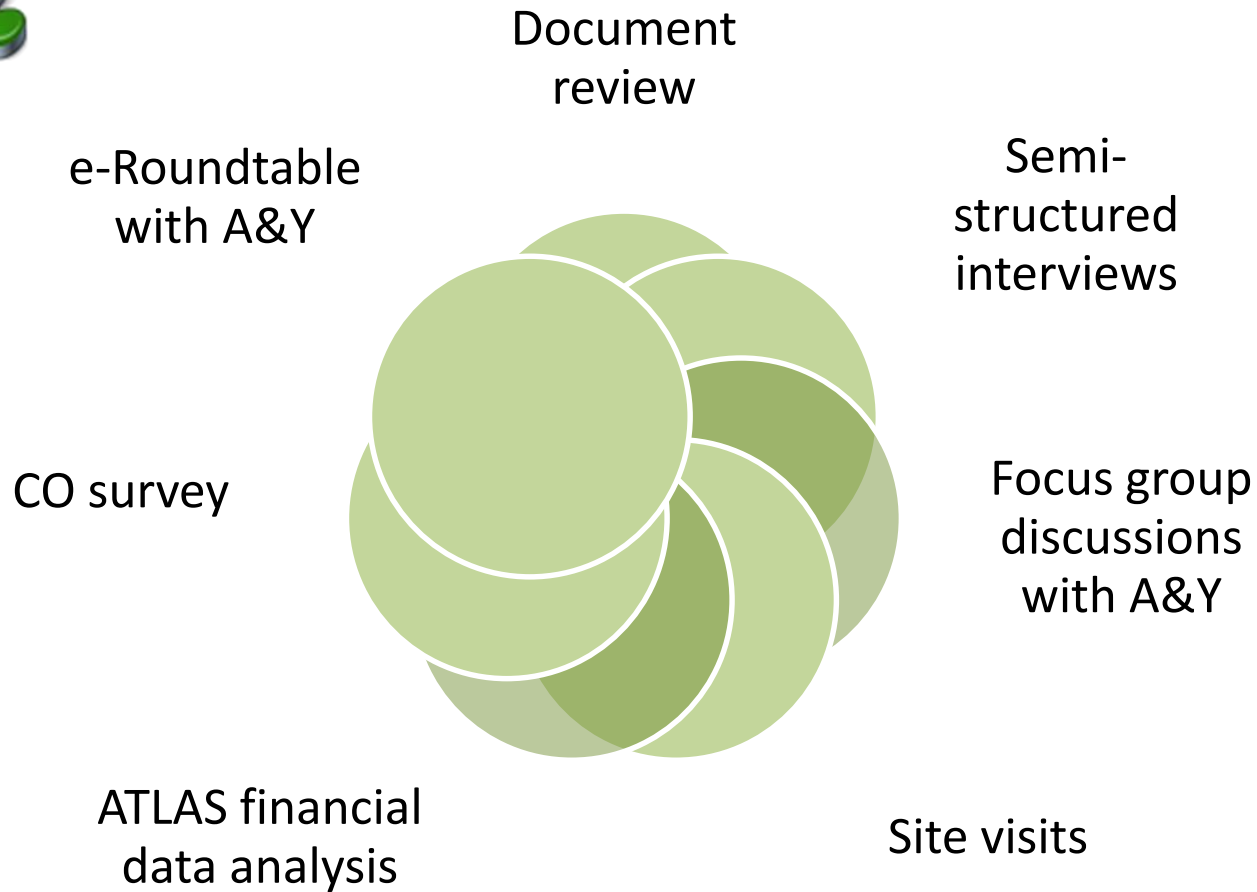 Document
review
Semi-
structured
interviews
Focus group
discussions
with A&Y
Site visits
ATLAS financial
data analysis
CO survey
e-Roundtable
with A&Y